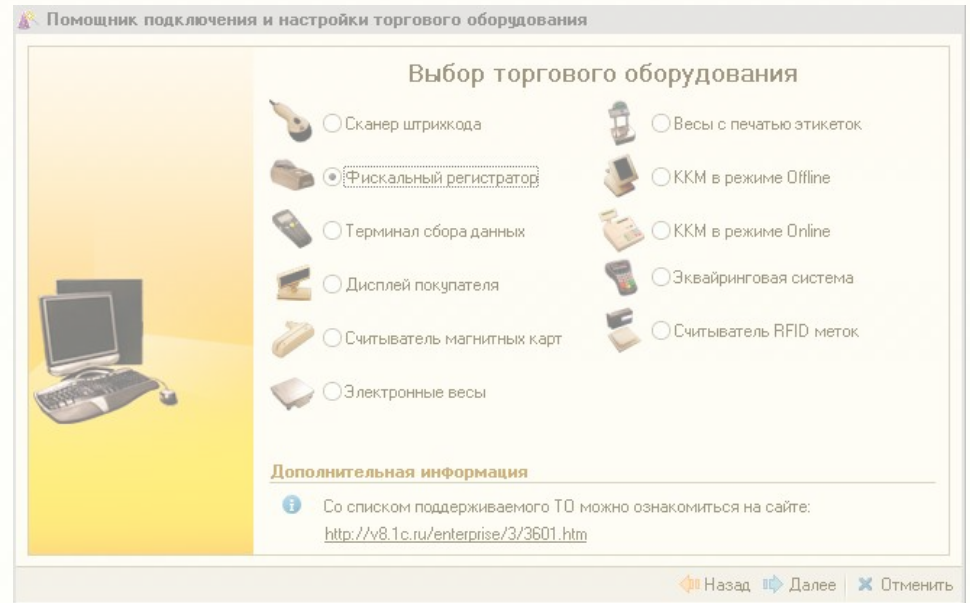 Помощник подключения и настройки торгового оборудования
Выбор торгового оборудования
Сканер штрихкода
Фискальный регистратор
Терминал сбора данных
Дисплей покупателя
Считыватель магнитных карт
Электронные весы
Весы с печатью этикеток
ККМ в режиме Offline
ККМ в режиме Online
Эквайринговая система
Считыватель RFID меток
Дополнительная информация
Со списком поддерживаемого ТО можно ознакомиться на сайте:
http://v8.1c.ru/enterprise/3/3601.htm
Назад Далее Отменить